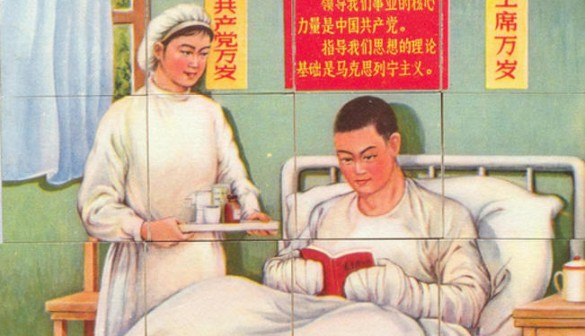 共产党万岁
领导我们事业的核心
力量是中国共产党。
指导我们思想的理论
基础是马克思列宁主义。
主席万岁